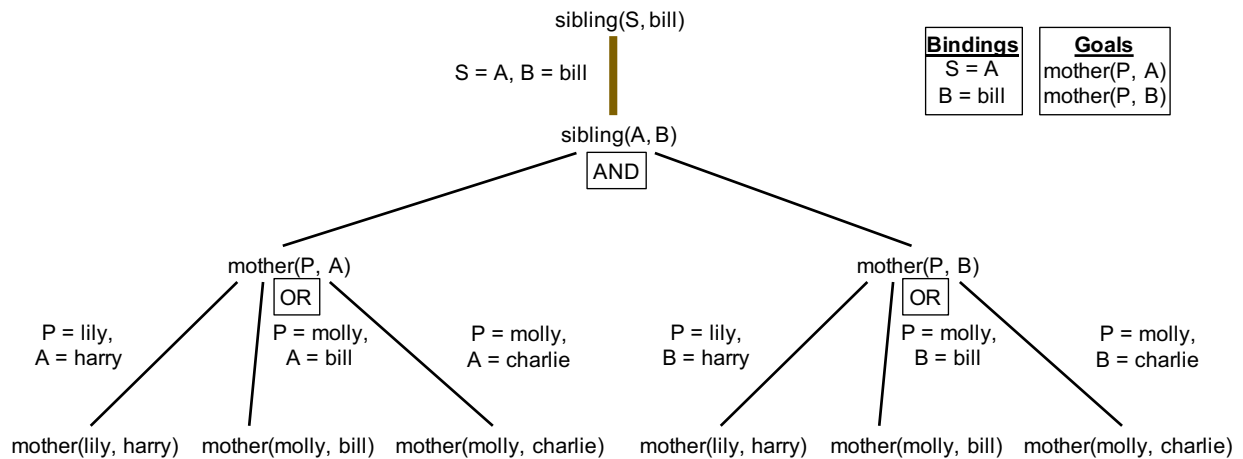 sibling(S, bill)
S = A, B = bill
Bindings
S = A
B = bill
Goals
mother(P, A)
mother(P, B)
sibling(A, B)
AND
mother(P, A)
OR
mother(P, B)
OR
P = lily,
A = harry
P = molly,
A = bill
P = molly,
A = charlie
P = lily,
B = harry
P = molly,
B = bill
P = molly,
B = charlie
mother(lily, harry)
mother(molly, bill)
mother(molly, charlie)
mother(lily, harry)
mother(molly, bill)
mother(molly, charlie)